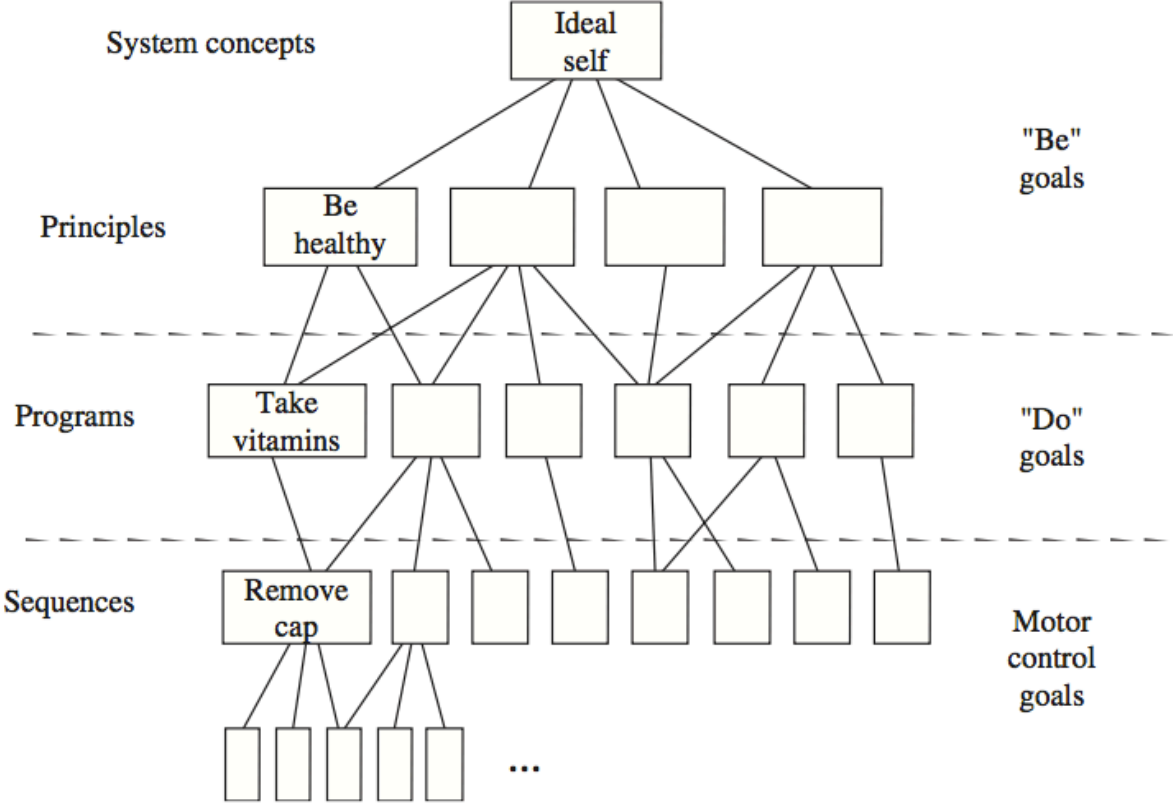 System concepts
Ideal
self
"Be"
goals
Principles
Be
healthy
Programs
Take
vitamins
"Do"
goals
Sequences
Remove
cap
Motor
control
goals
...